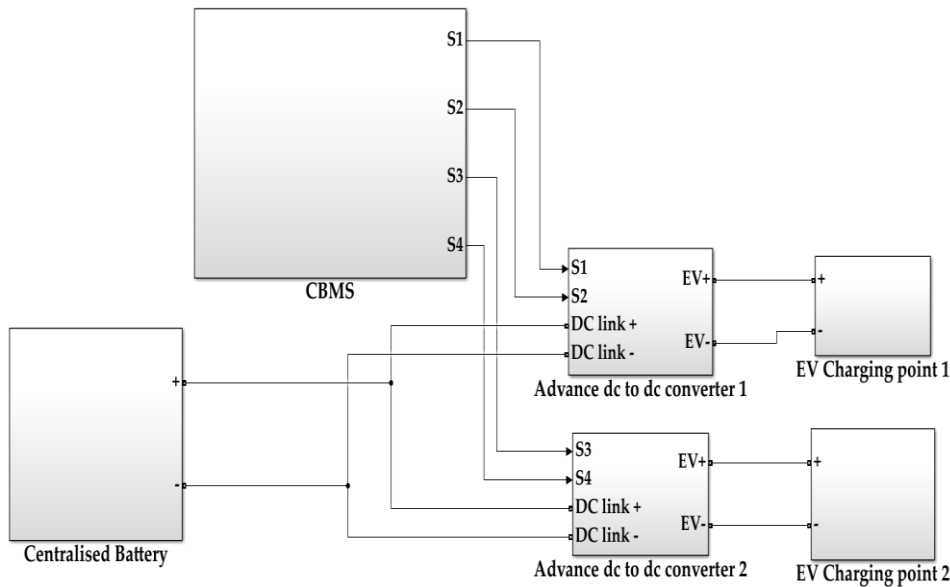 S1
S2
S3
S4
CBMS
S1
S2
DC link +
DC link -
EV+
EV-
Advance dc to dc converter 1
+
-
EV Charging point 1
+
-
Centralised Battery
S3
S4
DC link +
DC link -
EV+
EV-
Advance dc to dc converter 2
+
-
EV Charging point 2